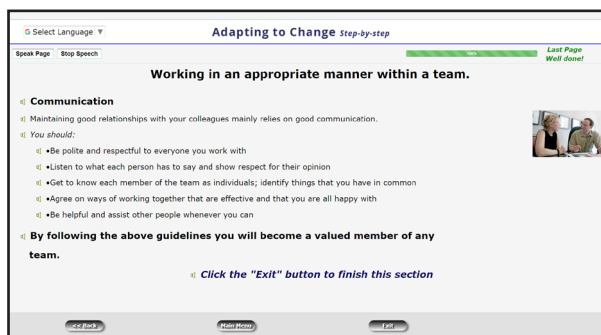 Select Language ▼
Adapting to Change Step-by-step
Speak Page Stop Speech
Last Page
Well done!
Working in an appropriate manner within a team.
Communication
Maintaining good relationships with your colleagues mainly relies on good communication.
You should:
•Be polite and respectful to everyone you work with
•Listen to what each person has to say and show respect for their opinion
•Get to know each member of the team as individuals; identify things that you have in common
•Agree on ways of working together that are effective and that you are all happy with
•Be helpful and assist other people whenever you can
By following the above guidelines you will become a valued member of any
team.
Click the "Exit" button to finish this section
<< Back Main Menu Exit